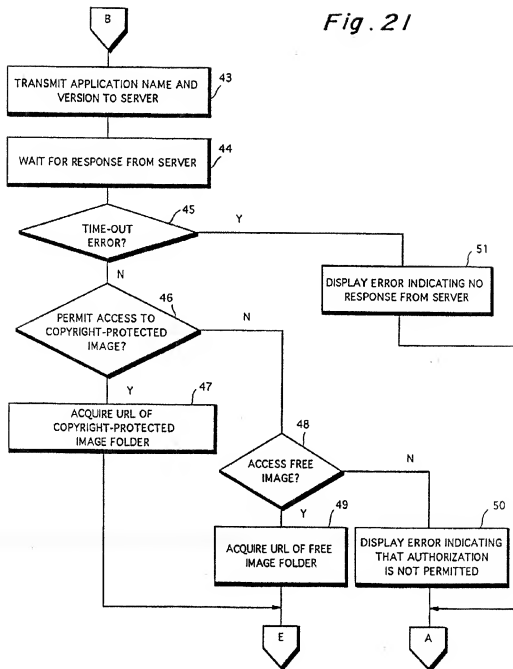 Fig. 21
B
TRANSMIT APPLICATION NAME AND
VERSION TO SERVER
43
WAIT FOR RESPONSE FROM SERVER
44
TIME-OUT
ERROR?
45
Y
N
DISPLAY ERROR INDICATING NO
RESPONSE FROM SERVER
51
PERMIT ACCESS TO
COPYRIGHT-PROTECTED
IMAGE?
46
N
Y
ACQUIRE URL OF
COPYRIGHT-PROTECTED
IMAGE FOLDER
47
ACCESS FREE
IMAGE?
48
N
Y
ACQUIRE URL OF FREE
IMAGE FOLDER
49
DISPLAY ERROR INDICATING
THAT AUTHORIZATION
IS NOT PERMITTED
50
E
A